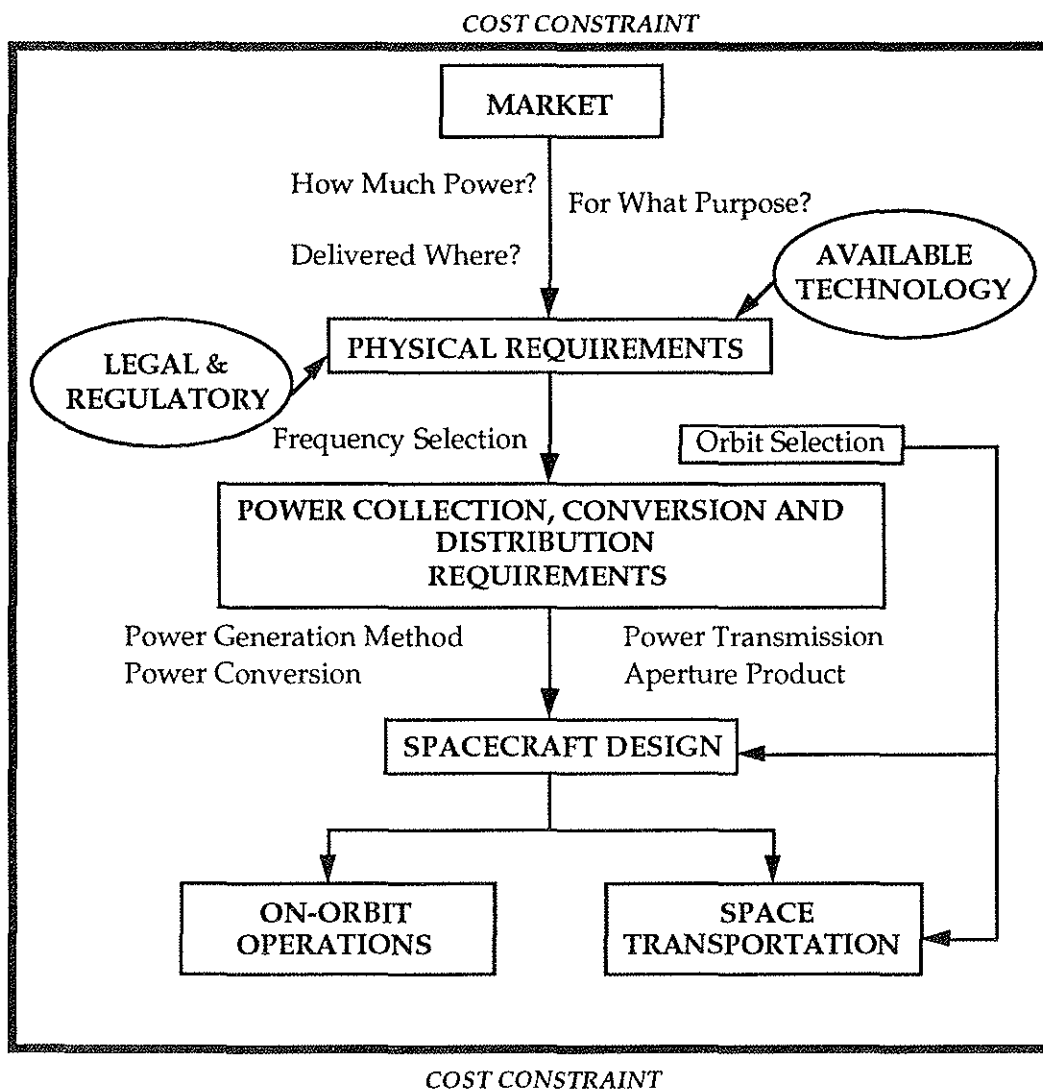 COST CONSTRAINT
MARKET
How Much Power?
For What Purpose?
Delivered Where?
AVAILABLE
TECHNOLOGY
PHYSICAL REQUIREMENTS
LEGAL &
REGULATORY
Frequency Selection
Orbit Selection
POWER COLLECTION, CONVERSION AND
DISTRIBUTION
REQUIREMENTS
Power Generation Method
Power Conversion
Power Transmission
Aperture Product
SPACECRAFT DESIGN
ON-ORBIT
OPERATIONS
SPACE
TRANSPORTATION
COST CONSTRAINT